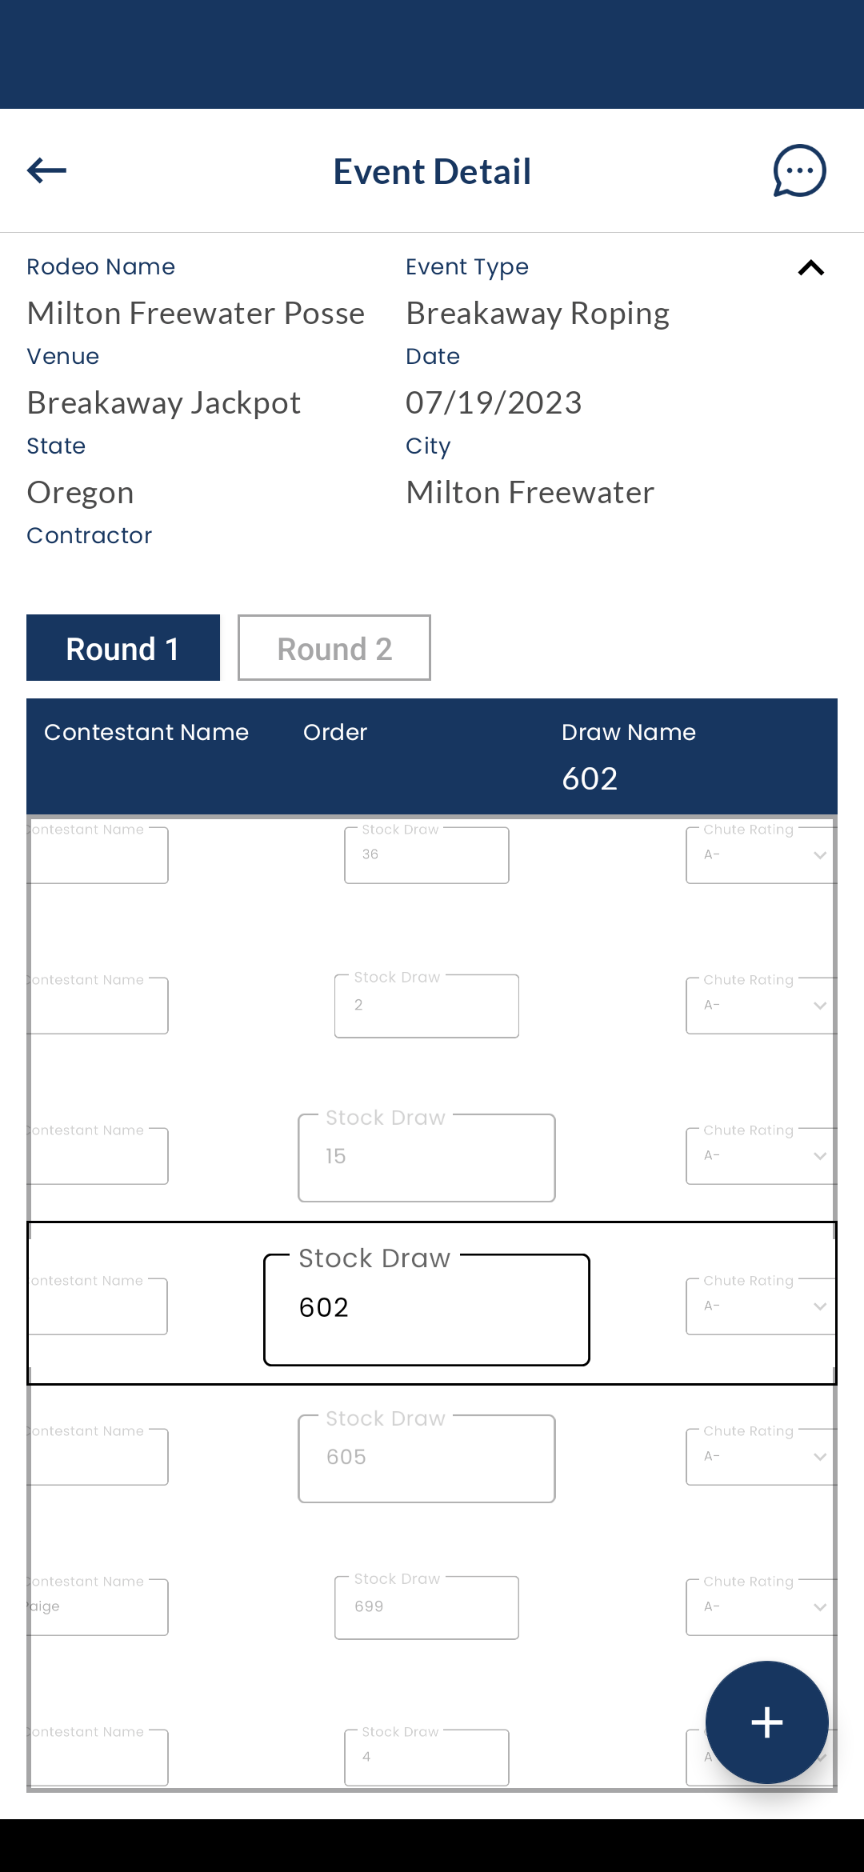 Event Detail
Rodeo Name Event Type
Milton Freewater Posse Breakaway Roping
Venue Date
Breakaway Jackpot 07/19/2023
State City
Oregon Milton Freewater
Contractor
Round 1 Round 2
Contestant Name Order Draw Name
602
ontestant Name Stock Draw Chute Rating
36 A-
ontestant Name Stock Draw Chute Rating
2 A-
ontestant Name Stock Draw Chute Rating
15 A-
ontestant Name Stock Draw Chute Rating
602 A-
ontestant Name Stock Draw Chute Rating
605 A-
ontestant Name Stock Draw Chute Rating
aige 699 A-
ontestant Name Stock Draw
4 A